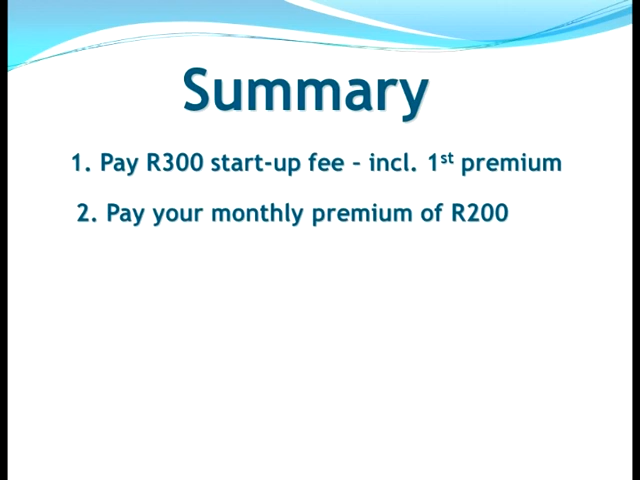 Summary
1. Pay R300 start-up fee – incl. 1st premium
2. Pay your monthly premium of R200